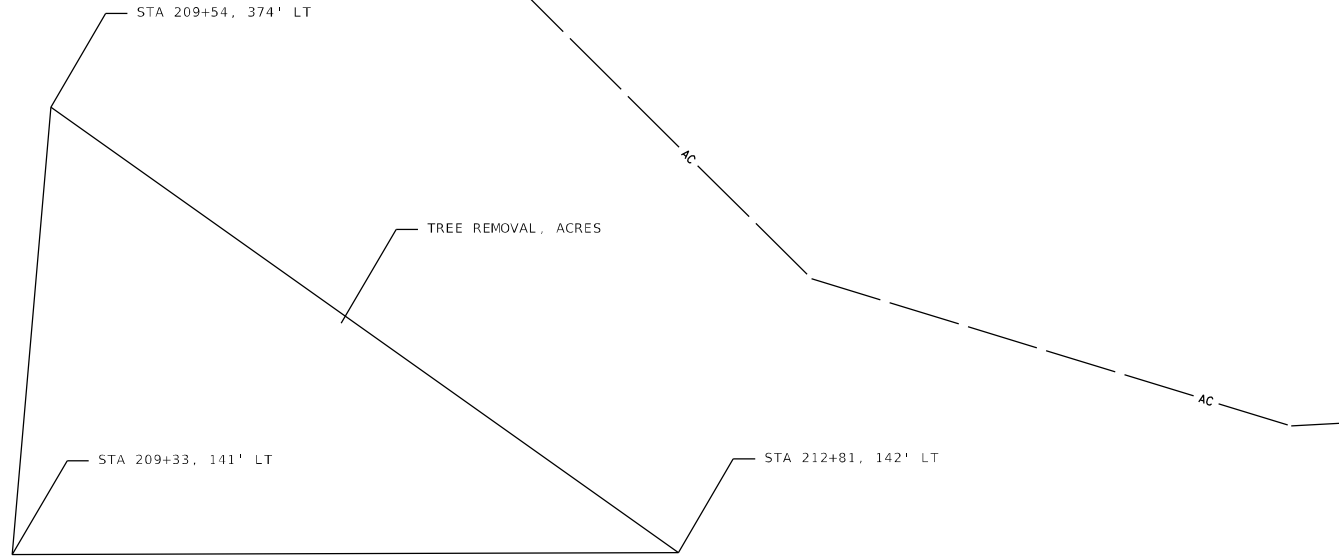 STA 209+54, 374' LT
AC
TREE REMOVAL, ACRES
AC
STA 209+33, 141' LT
STA 212+81, 142' LT